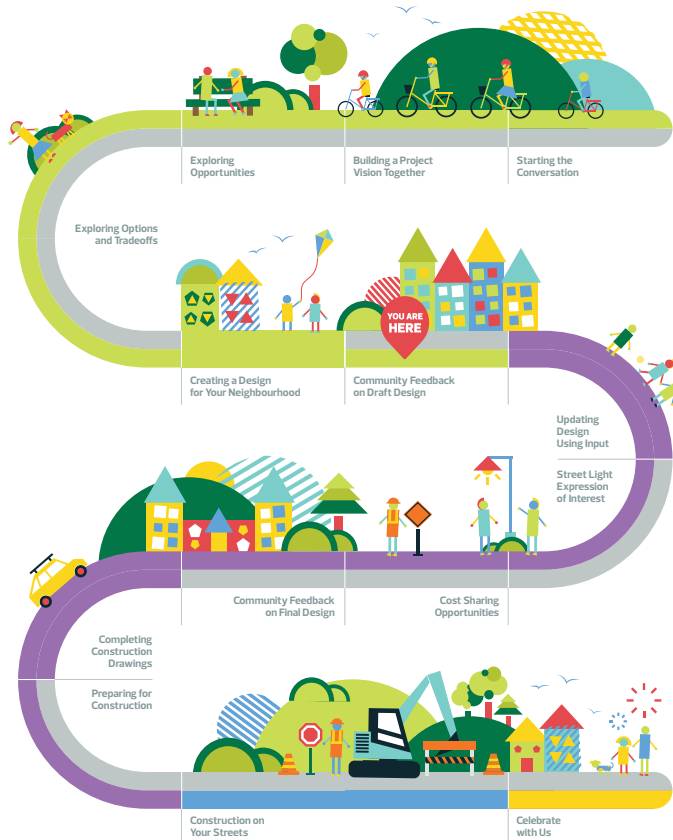 Exploring
Opportunities
Building a Project
Vision Together
Starting the
Conversation
Exploring Options
and Tradeoffs
YOU ARE
HERE
Creating a Design
for Your Neighbourhood
Community Feedback
on Draft Design
Updating
Design
Using Input
Street Light
Expression
of Interest
Community Feedback
on Final Design
Cost Sharing
Opportunities
Completing
Construction
Drawings
Preparing for
Construction
Construction on
Your Streets
Celebrate
with Us